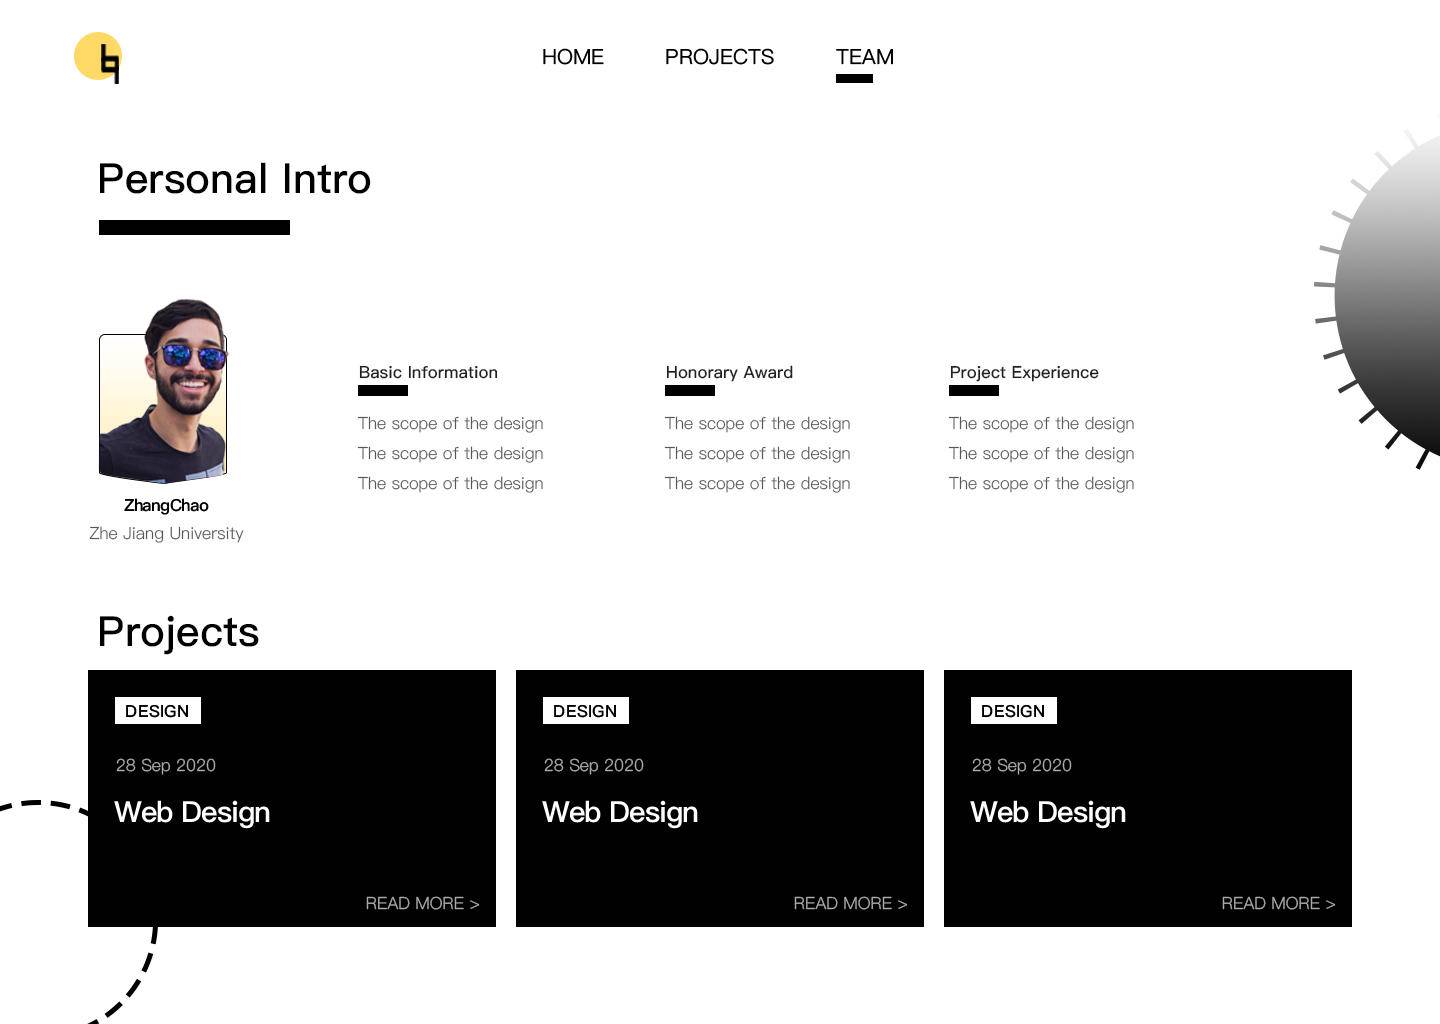 HOME PROJECTS TEAM
Personal Intro
Basic Information
The scope of the design
The scope of the design
The scope of the design
Honorary Award
The scope of the design
The scope of the design
The scope of the design
Project Experience
The scope of the design
The scope of the design
The scope of the design
ZhangChao
Zhe Jiang University
Projects
DESIGN
28 Sep 2020
Web Design
READ MORE >
DESIGN
28 Sep 2020
Web Design
READ MORE >
DESIGN
28 Sep 2020
Web Design
READ MORE >